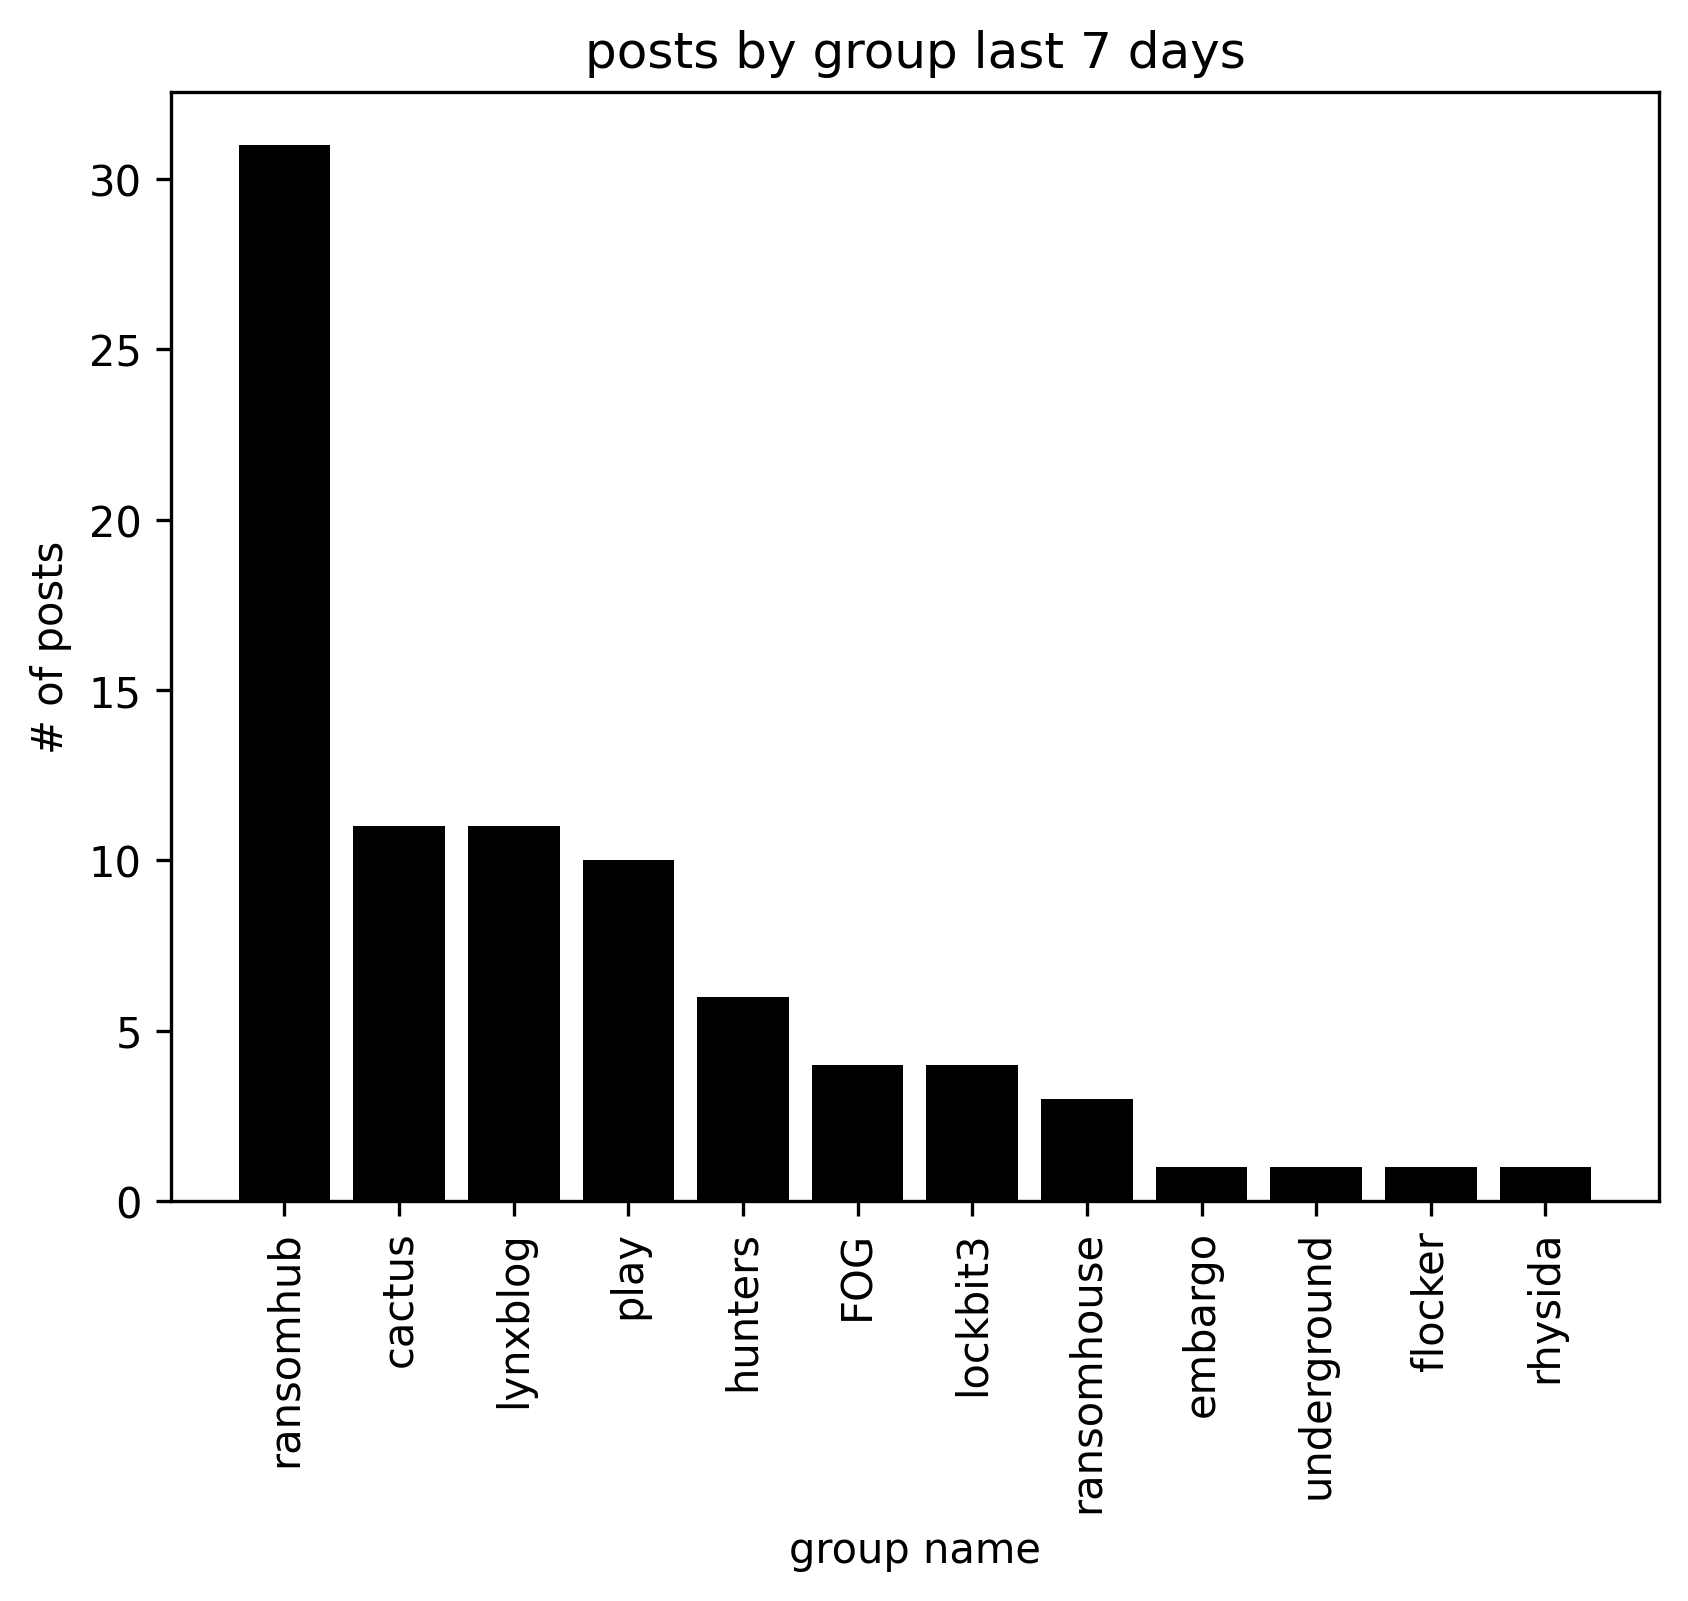 posts by group last 7 days
# of posts
30
25
20
15
10
5
0
ransomhub
cactus
lynxblog
play
hunters
FOG
lockbit3
ransomhouse
embargo
underground
flocker
rhysida
group name